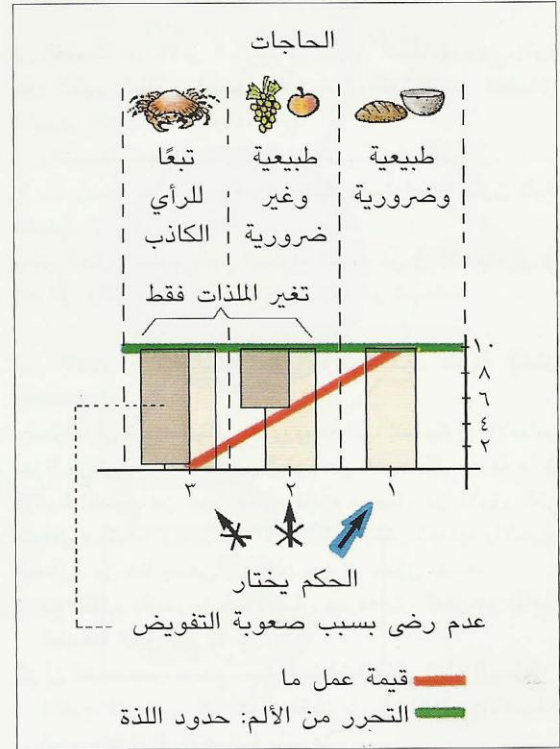 الحاجات
طبيعية
وضرورية
طبيعية
وغير
ضرورية
تبعًا
للرأي
الكاذب
تغير الملذات فقط
١٠
٨
٦
٤
٢
١
٢
٣
الحكم يختار
عدم رضى بسبب صعوبة التفويض
قيمة عمل ما
التحرر من الألم: حدود اللذة